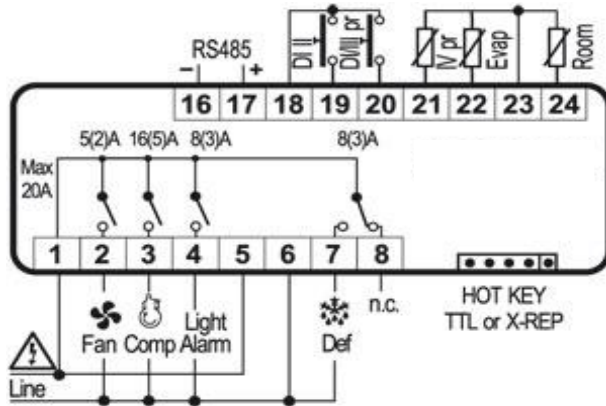 RS485
− +
DI II
DI/III pr
IV pr
Evap
Room
16 17 18 19 20 21 22 23 24
5(2)A 16(5)A 8(3)A 8(3)A
Max
20A
1 2 3 4 5 6 7 8
Fan Comp Light
Alarm
Def
n.c.
HOT KEY
TTL or X-REP
Line